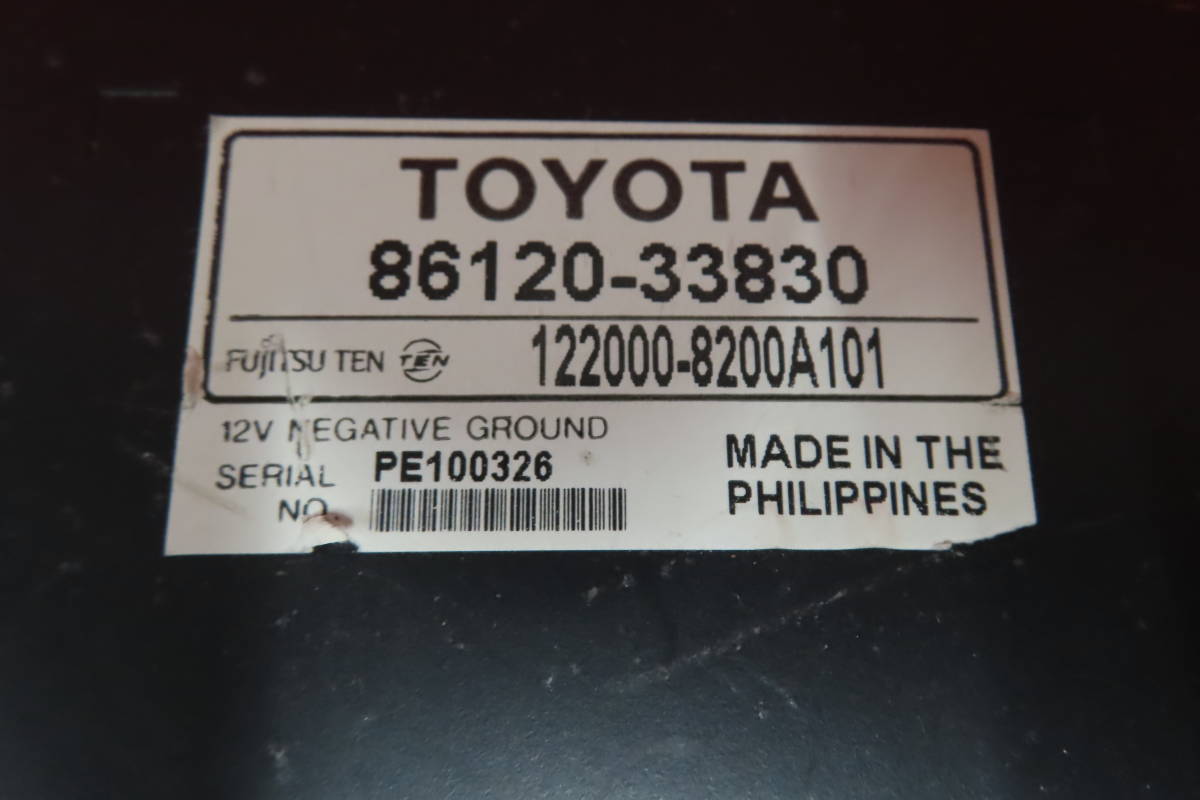 TOYOTA
86120-33830
FUJITSU TEN TEN 122000-8200A101
12V NEGATIVE GROUND
SERIAL PE100326
NO.
MADE IN THE
PHILIPPINES